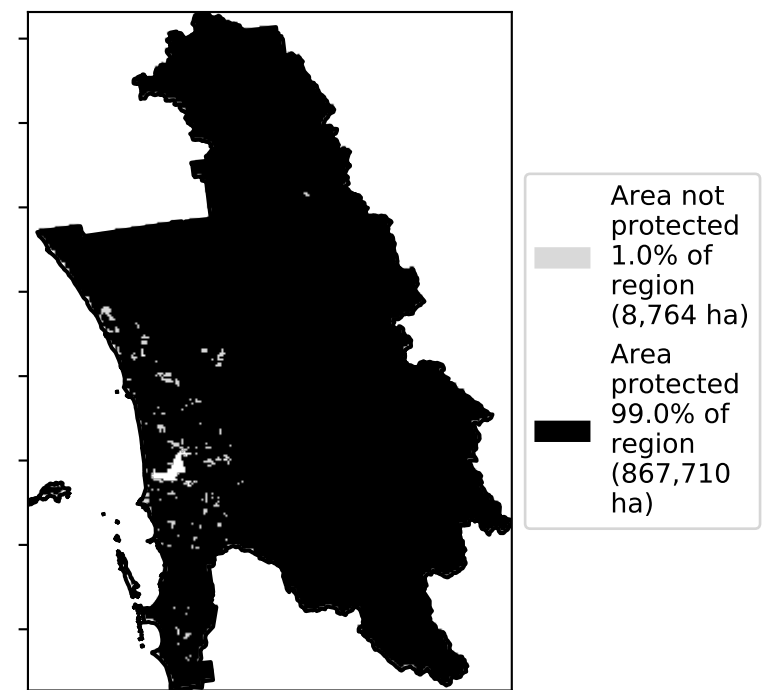 Area not
protected
1.0% of
region
(8,764 ha)
Area
protected
99.0% of
region
(867,710
ha)